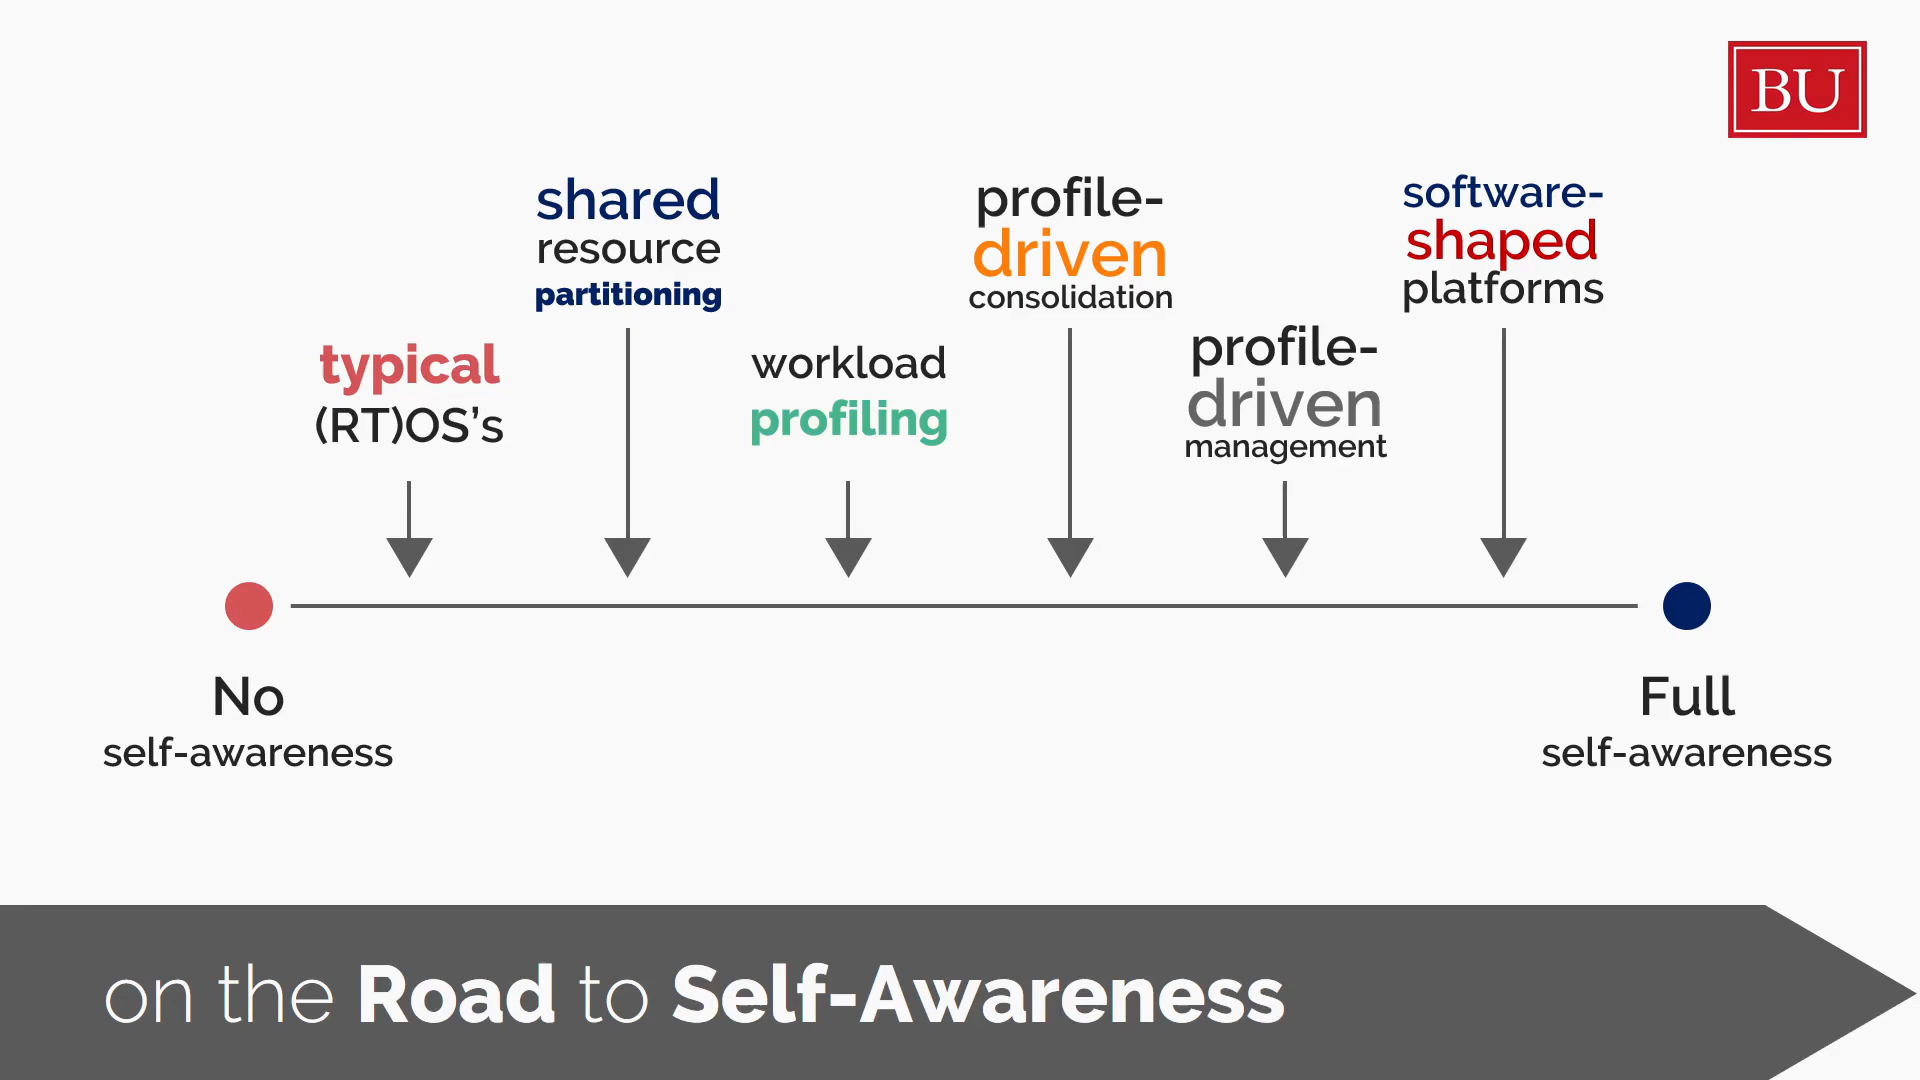 BU
typical
(RT)OS's
shared
resource
partitioning
workload
profiling
profile-
driven
consolidation
profile-
driven
management
software-
shaped
platforms
No
self-awareness
Full
self-awareness
on the Road to Self-Awareness